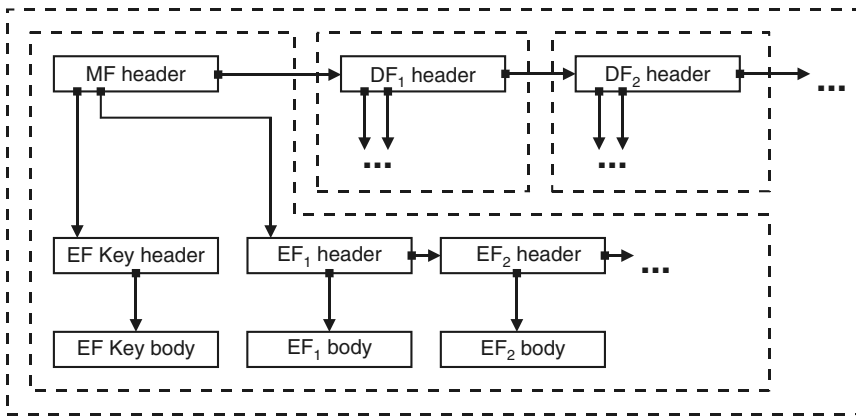 MF header
DF₁ header
DF₂ header
...
...
...
EF Key header
EF₁ header
EF₂ header
...
EF Key body
EF₁ body
EF₂ body